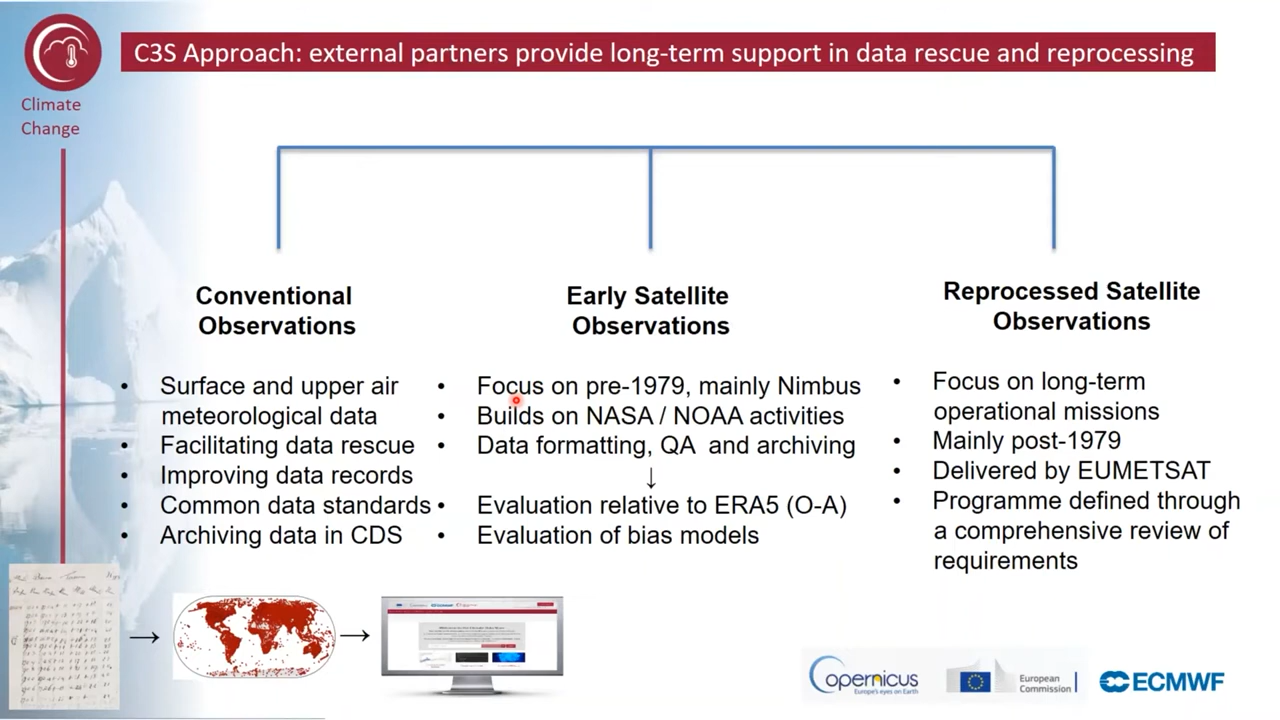 C3S Approach: external partners provide long-term support in data rescue and reprocessing
Climate
Change
Conventional
Observations
• Surface and upper air
meteorological data
• Facilitating data rescue
• Improving data records
• Common data standards
• Archiving data in CDS
Early Satellite
Observations
• Focus on pre-1979, mainly Nimbus
• Builds on NASA / NOAA activities
• Data formatting, QA and archiving
↓
• Evaluation relative to ERA5 (O-A)
• Evaluation of bias models
Reprocessed Satellite
Observations
• Focus on long-term
operational missions
• Mainly post-1979
• Delivered by EUMETSAT
• Programme defined through
a comprehensive review of
requirements
→
→
opernicus
Europe's eyes on Earth
European
Commission
ECMWF